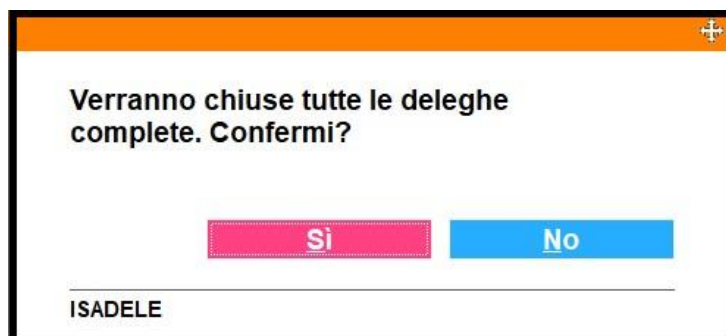 Verranno chiuse tutte le deleghe
complete. Confermi?
Sì No
ISADELE